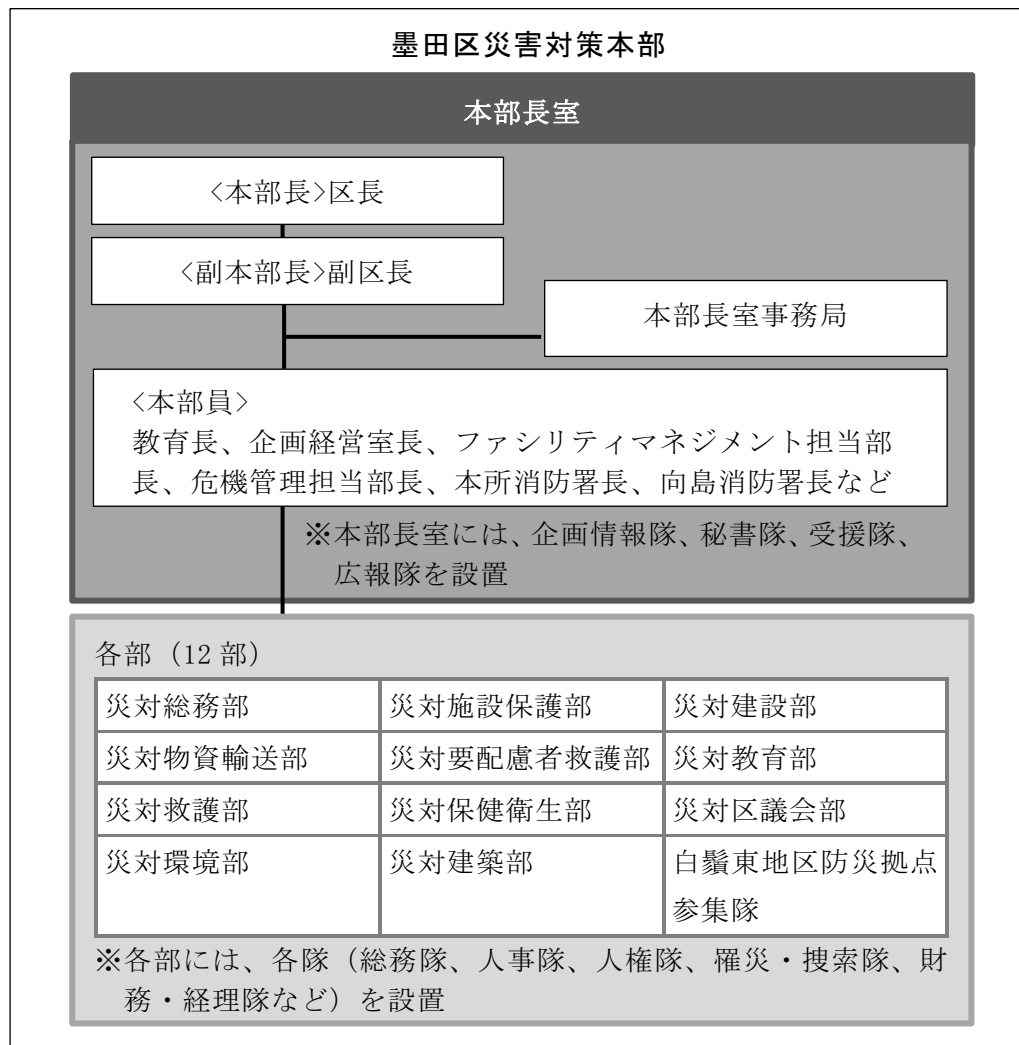 墨田区災害対策本部
本部長室
<本部長>区長
<副本部長>副区長
本部長室事務局
<本部員>
教育長、企画経営室長、ファシリティマネジメント担当部
長、危機管理担当部長、本所消防署長、向島消防署長など
※本部長室には、企画情報隊、秘書隊、受援隊、
広報隊を設置
各部（12 部）
災対総務部 災対施設保護部 災対建設部
災対物資輸送部 災対要配慮者救護部 災対教育部
災対救護部 災対保健衛生部 災対区議会部
災対環境部 災対建築部 白鬚東地区防災拠点
参集隊
※各部には、各隊（総務隊、人事隊、人権隊、罹災・捜索隊、財
務・経理隊など）を設置